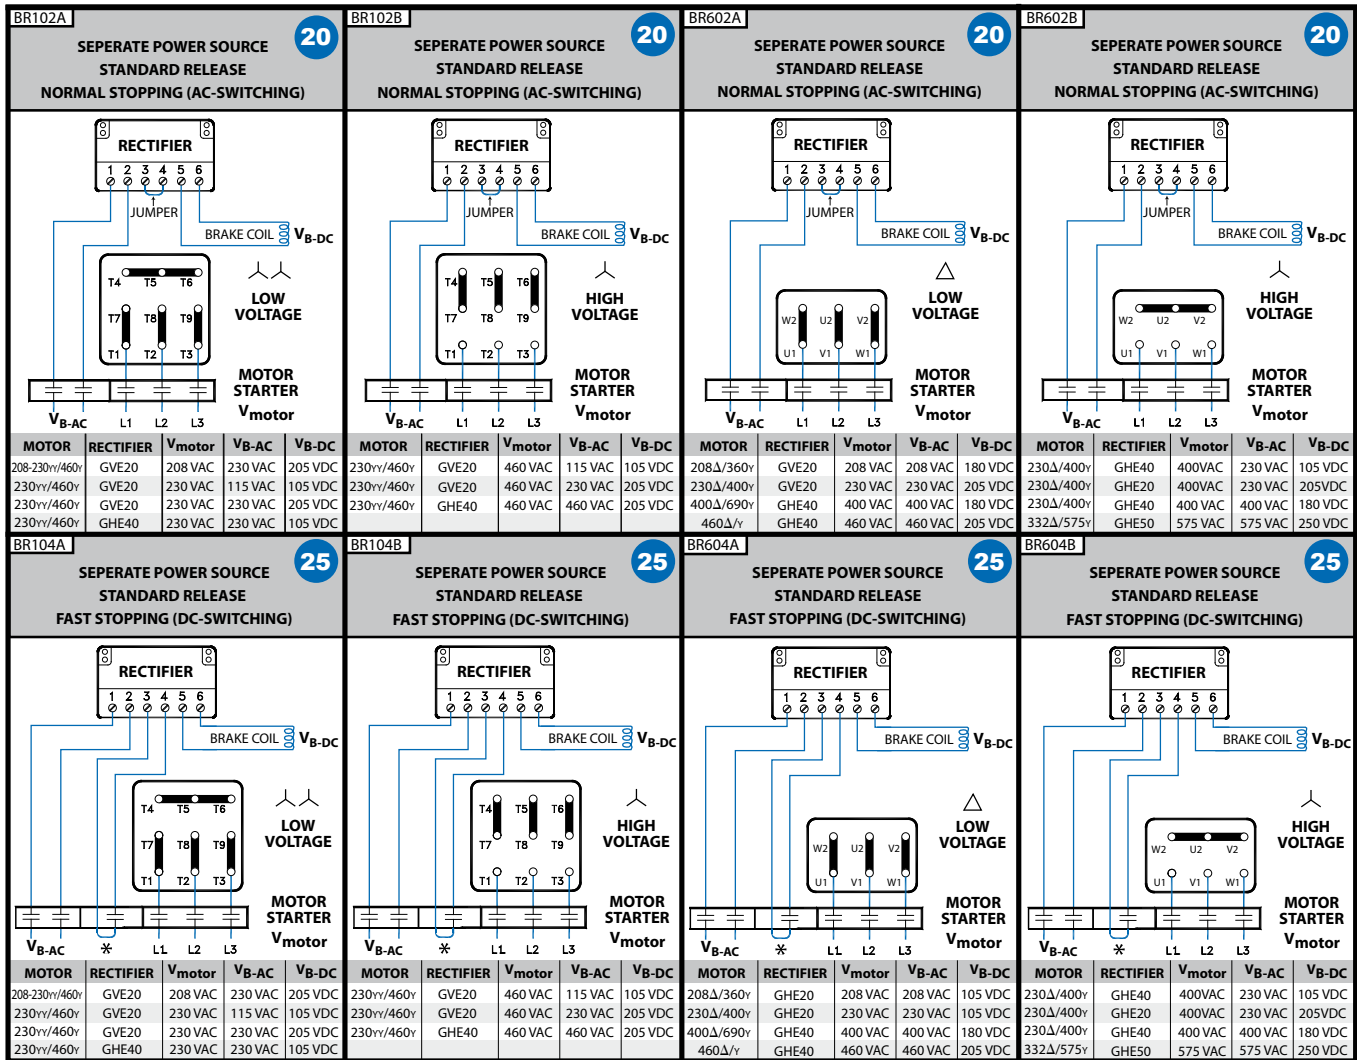 BR102A
20
SEPERATE POWER SOURCE
STANDARD RELEASE
NORMAL STOPPING (AC-SWITCHING)
RECTIFIER
1 2 3 4 5 6
JUMPER
BRAKE COIL
VB-DC
T4 T5 T6
T7 T8 T9
T1 T2 T3
LOW
VOLTAGE
MOTOR
STARTER
Vmotor
VB-AC L1 L2 L3
MOTOR RECTIFIER Vmotor VB-AC VB-DC
208-230YY/460Y GVE20 208 VAC 230 VAC 205 VDC
230YY/460Y GVE20 230 VAC 115 VAC 105 VDC
230YY/460Y GVE20 230 VAC 230 VAC 205 VDC
230YY/460Y GHE40 230 VAC 230 VAC 105 VDC
BR102B
20
SEPERATE POWER SOURCE
STANDARD RELEASE
NORMAL STOPPING (AC-SWITCHING)
RECTIFIER
1 2 3 4 5 6
JUMPER
BRAKE COIL
VB-DC
T4 T5 T6
T7 T8 T9
T1 T2 T3
HIGH
VOLTAGE
MOTOR
STARTER
Vmotor
VB-AC L1 L2 L3
MOTOR RECTIFIER Vmotor VB-AC VB-DC
230YY/460Y GVE20 460 VAC 115 VAC 105 VDC
230YY/460Y GVE20 460 VAC 230 VAC 205 VDC
230YY/460Y GHE40 460 VAC 460 VAC 205 VDC
BR602A
20
SEPERATE POWER SOURCE
STANDARD RELEASE
NORMAL STOPPING (AC-SWITCHING)
RECTIFIER
1 2 3 4 5 6
JUMPER
BRAKE COIL
VB-DC
W2 U2 V2
U1 V1 W1
LOW
VOLTAGE
MOTOR
STARTER
Vmotor
VB-AC L1 L2 L3
MOTOR RECTIFIER Vmotor VB-AC VB-DC
208Δ/360Y GVE20 208 VAC 208 VAC 180 VDC
230Δ/400Y GVE20 230 VAC 230 VAC 205 VDC
400Δ/690Y GHE40 400 VAC 400 VAC 180 VDC
460Δ/Y GHE40 460 VAC 460 VAC 205 VDC
BR602B
20
SEPERATE POWER SOURCE
STANDARD RELEASE
NORMAL STOPPING (AC-SWITCHING)
RECTIFIER
1 2 3 4 5 6
JUMPER
BRAKE COIL
VB-DC
W2 U2 V2
U1 V1 W1
HIGH
VOLTAGE
MOTOR
STARTER
Vmotor
VB-AC L1 L2 L3
MOTOR RECTIFIER Vmotor VB-AC VB-DC
230Δ/400Y GHE40 400VAC 230 VAC 105 VDC
230Δ/400Y GHE20 400VAC 230 VAC 205VDC
230Δ/400Y GHE40 400 VAC 400 VAC 180 VDC
332Δ/575Y GHE50 575 VAC 575 VAC 250 VDC
BR104A
25
SEPERATE POWER SOURCE
STANDARD RELEASE
FAST STOPPING (DC-SWITCHING)
RECTIFIER
1 2 3 4 5 6
BRAKE COIL
VB-DC
T4 T5 T6
T7 T8 T9
T1 T2 T3
LOW
VOLTAGE
MOTOR
STARTER
Vmotor
VB-AC * L1 L2 L3
MOTOR RECTIFIER Vmotor VB-AC VB-DC
208-230YY/460Y GVE20 208 VAC 230 VAC 205 VDC
230YY/460Y GVE20 230 VAC 115 VAC 105 VDC
230YY/460Y GVE20 230 VAC 230 VAC 205 VDC
230YY/460Y GHE40 230 VAC 230 VAC 105 VDC
BR104B
25
SEPERATE POWER SOURCE
STANDARD RELEASE
FAST STOPPING (DC-SWITCHING)
RECTIFIER
1 2 3 4 5 6
BRAKE COIL
VB-DC
T4 T5 T6
T7 T8 T9
T1 T2 T3
HIGH
VOLTAGE
MOTOR
STARTER
Vmotor
VB-AC * L1 L2 L3
MOTOR RECTIFIER Vmotor VB-AC VB-DC
230YY/460Y GVE20 460 VAC 115 VAC 105 VDC
230YY/460Y GVE20 460 VAC 230 VAC 205 VDC
230YY/460Y GHE40 460 VAC 460 VAC 205 VDC
BR604A
25
SEPERATE POWER SOURCE
STANDARD RELEASE
FAST STOPPING (DC-SWITCHING)
RECTIFIER
1 2 3 4 5 6
BRAKE COIL
VB-DC
W2 U2 V2
U1 V1 W1
LOW
VOLTAGE
MOTOR
STARTER
Vmotor
VB-AC * L1 L2 L3
MOTOR RECTIFIER Vmotor VB-AC VB-DC
208Δ/360Y GHE20 208 VAC 208 VAC 105 VDC
230Δ/400Y GHE20 230 VAC 230 VAC 105 VDC
400Δ/690Y GHE40 400 VAC 400 VAC 180 VDC
460Δ/Y GHE40 460 VAC 460 VAC 205 VDC
BR604B
25
SEPERATE POWER SOURCE
STANDARD RELEASE
FAST STOPPING (DC-SWITCHING)
RECTIFIER
1 2 3 4 5 6
BRAKE COIL
VB-DC
W2 U2 V2
U1 V1 W1
HIGH
VOLTAGE
MOTOR
STARTER
Vmotor
VB-AC * L1 L2 L3
MOTOR RECTIFIER Vmotor VB-AC VB-DC
230Δ/400Y GHE40 400VAC 230 VAC 105 VDC
230Δ/400Y GHE20 400VAC 230 VAC 205VDC
230Δ/400Y GHE40 400 VAC 400 VAC 180 VDC
332Δ/575Y GHE50 575 VAC 575 VAC 250 VDC